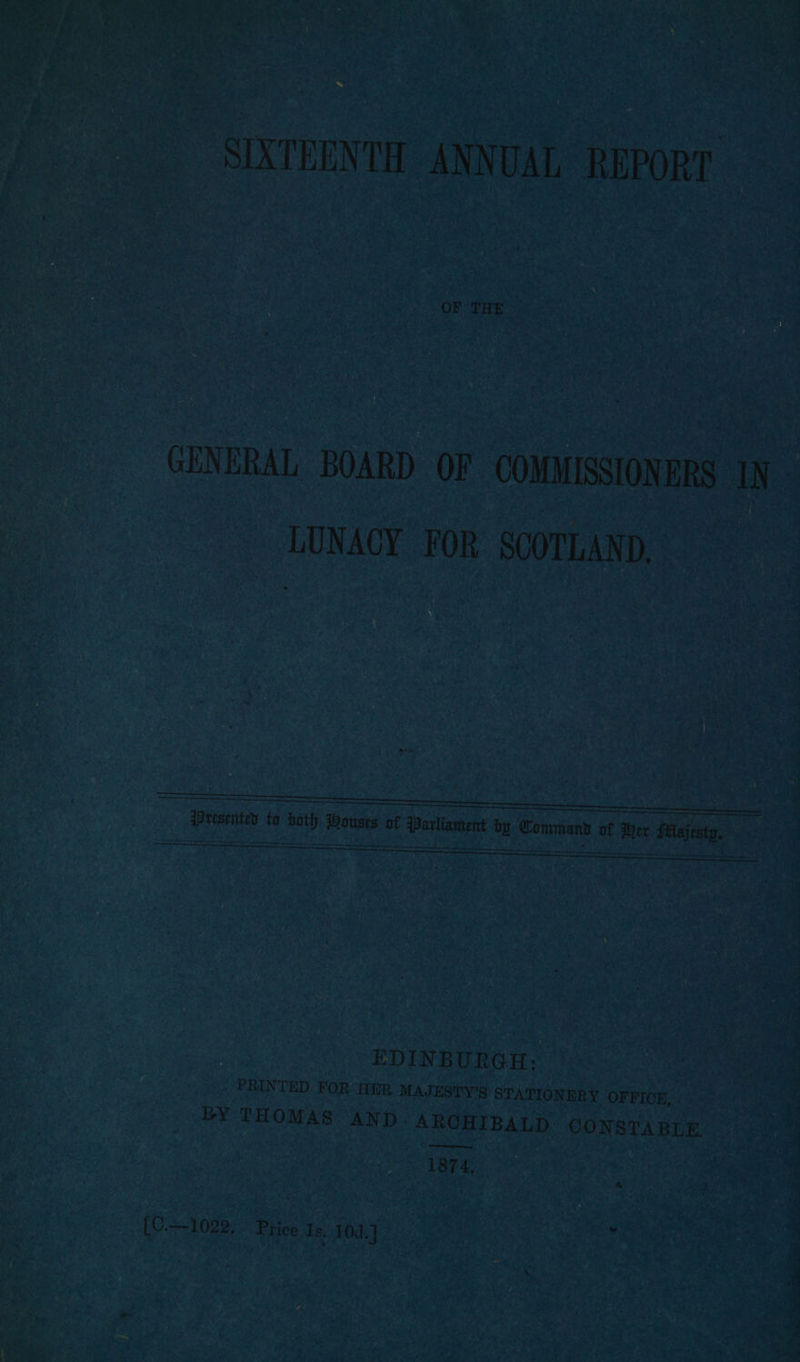 SIXTEENTH ANNUAL REPORT
OF THE
GENERAL BOARD OF COMMISSIONERS IN
LUNACY FOR SCOTLAND.
Presented to both Houses of Parliament by Command of Her Majesty.
EDINBURGH:
PRINTED FOR HER MAJESTY'S STATIONERY OFFICE,
BY THOMAS AND ARCHIBALD CONSTABLE.
1874.
[C.—1022. Price 1s. 10d.]